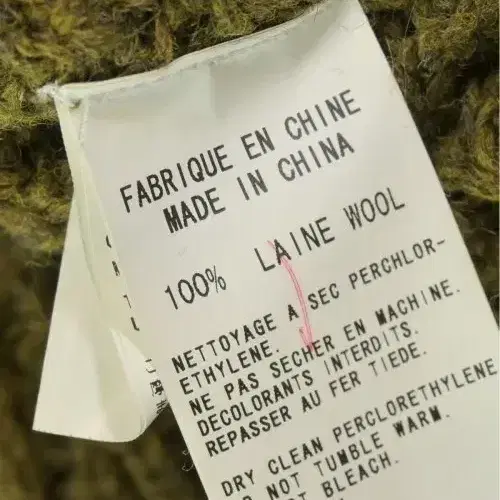 FABRIQUE EN CHINE
MADE IN CHINA
100% LAINE WOOL
NETTOYAGE A SEC PERCHLOR-
ETHYLENE.
NE PAS SECHER EN MACHINE.
DECOLORANTS INTERDITS.
REPASSER AU FER TIEDE.
DRY CLEAN PERCLORETHYLENE
NOT TUMBLE WARM.
BLEACH.